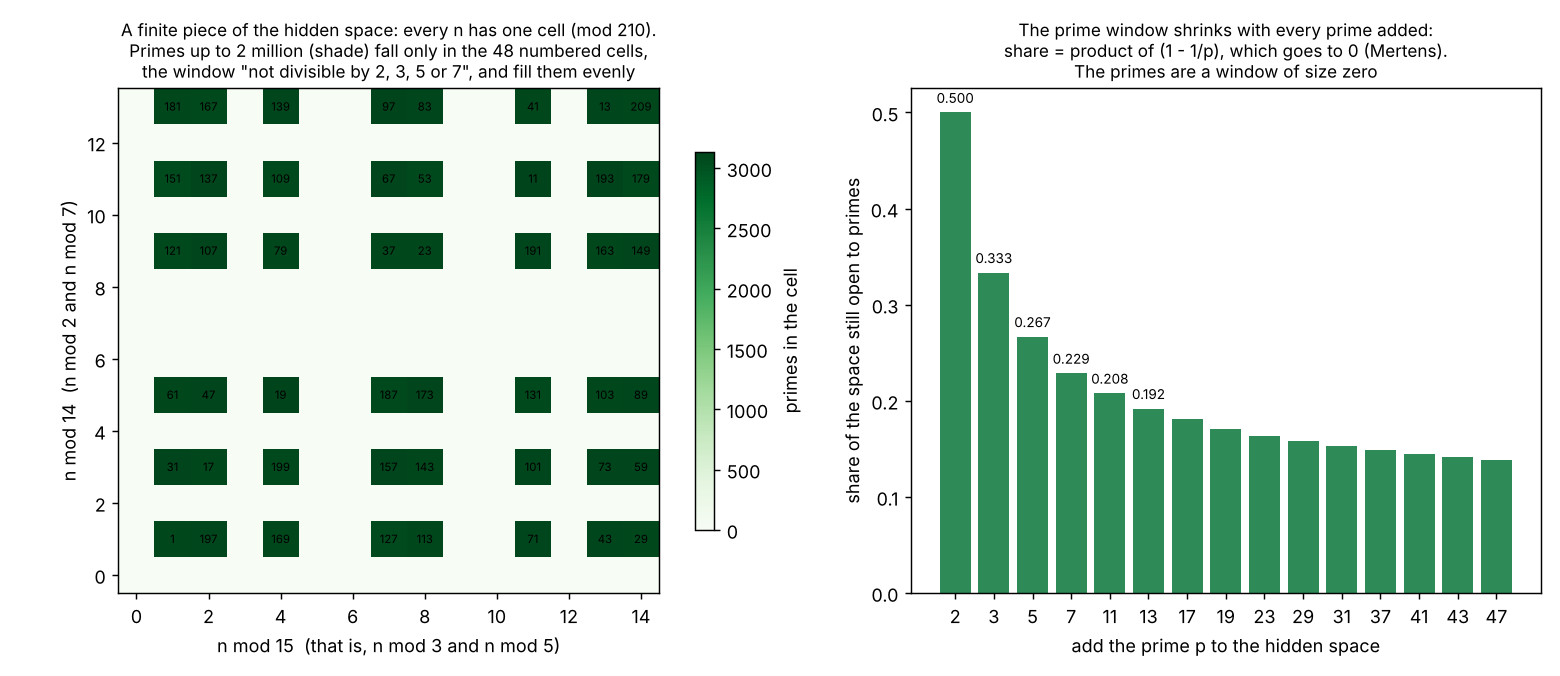 A finite piece of the hidden space: every n has one cell (mod 210).
Primes up to 2 million (shade) fall only in the 48 numbered cells,
the window "not divisible by 2, 3, 5 or 7", and fill them evenly
181 167 139 97 83 41 13 209
12
151 137 109 67 53 11 193 179
10
121 107 79 37 23 191 163 149
8
6
61 47 19 187 173 131 103 89
4
31 17 199 157 143 101 73 59
2
1 197 169 127 113 71 43 29
0
0 2 4 6 8 10 12 14
n mod 14 (n mod 2 and n mod 7)
n mod 15 (that is, n mod 3 and n mod 5)
3000
2500
2000
1500
1000
500
0
primes in the cell
The prime window shrinks with every prime added:
share = product of (1 - 1/p), which goes to 0 (Mertens).
The primes are a window of size zero
0.5
0.4
0.3
0.2
0.1
0.0
share of the space still open to primes
0.500
0.333
0.267
0.229
0.208
0.192
2 3 5 7 11 13 17 19 23 29 31 37 41 43 47
add the prime p to the hidden space